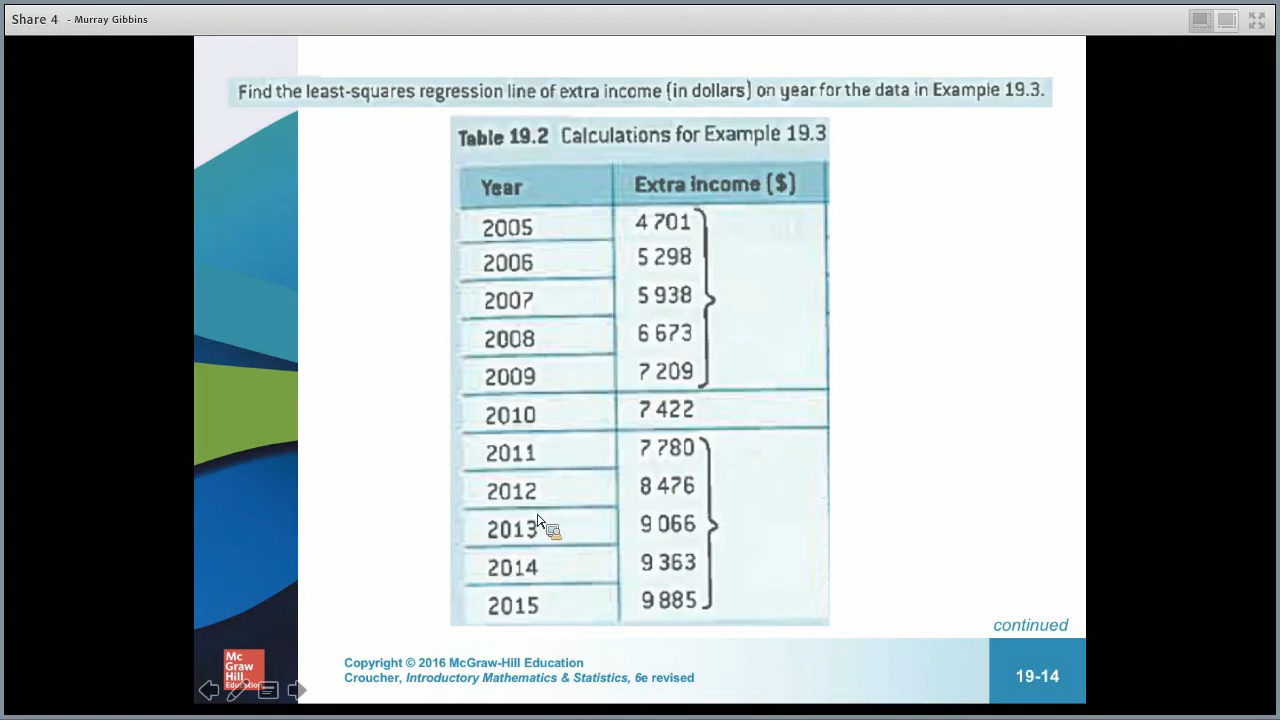 Share 4 - Murray Gibbins
Find the least-squares regression line of extra income (in dollars) on year for the data in Example 19.3.
Table 19.2 Calculations for Example 19.3
Year Extra income ($)
2005 4 701
2006 5 298
2007 5 938
2008 6 673
2009 7 209
2010 7 422
2011 7 780
2012 8 476
2013 9 066
2014 9 363
2015 9 885
continued
Mc
Graw
Hill
Education
Copyright © 2016 McGraw-Hill Education
Croucher, Introductory Mathematics & Statistics, 6e revised
19-14